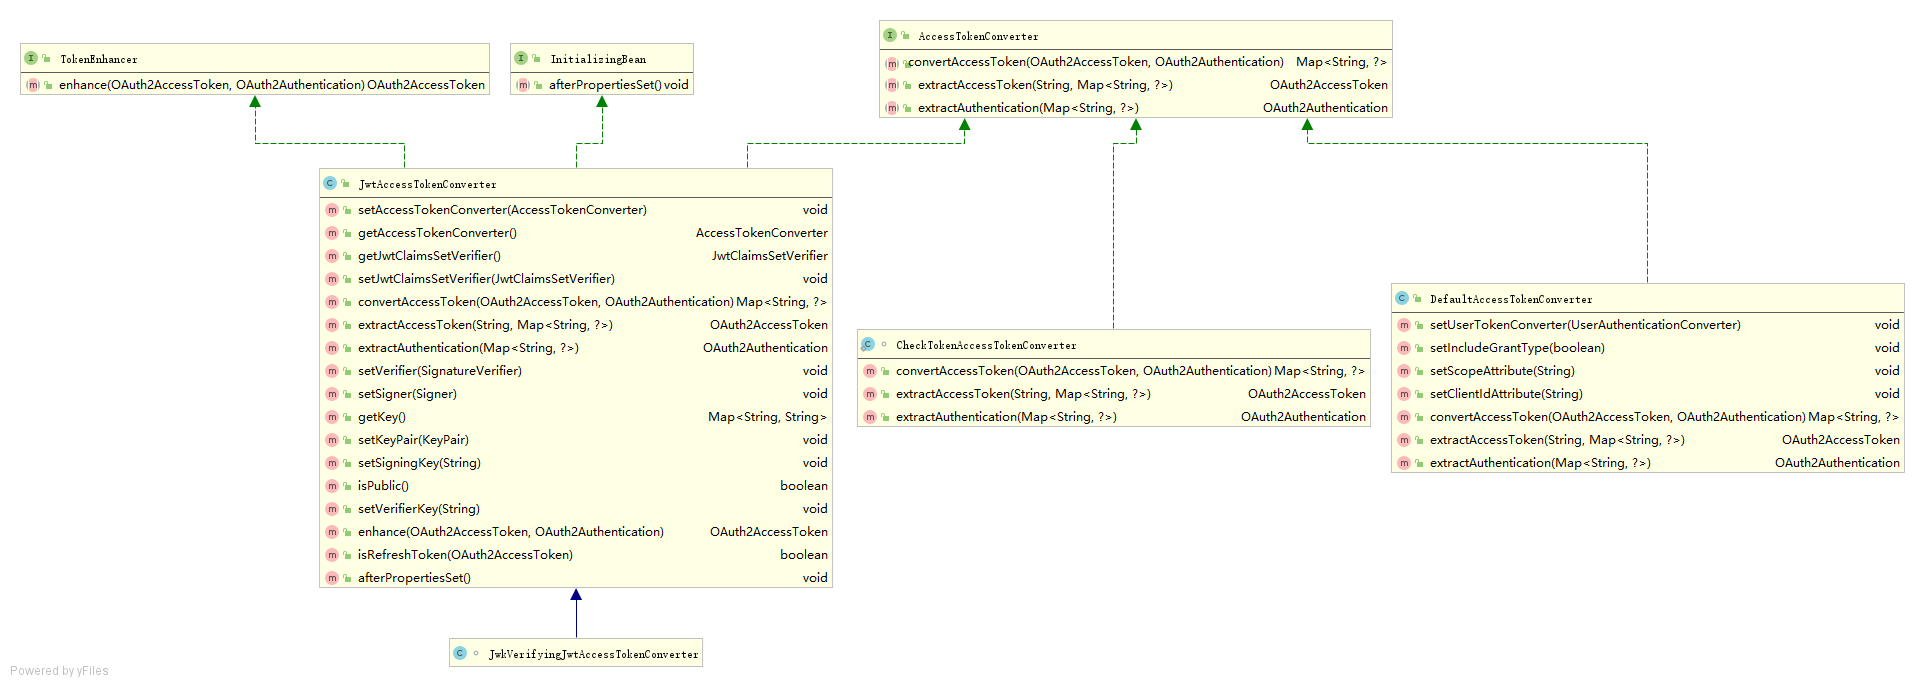 TokenEnhancer
enhance(OAuth2AccessToken, OAuth2Authentication) OAuth2AccessToken
InitializingBean
afterPropertiesSet() void
AccessTokenConverter
convertAccessToken(OAuth2AccessToken, OAuth2Authentication) Map<String, ?>
extractAccessToken(String, Map<String, ?>) OAuth2AccessToken
extractAuthentication(Map<String, ?>) OAuth2Authentication
JwtAccessTokenConverter
setAccessTokenConverter(AccessTokenConverter) void
getAccessTokenConverter() AccessTokenConverter
getJwtClaimsSetVerifier() JwtClaimsSetVerifier
setJwtClaimsSetVerifier(JwtClaimsSetVerifier) void
convertAccessToken(OAuth2AccessToken, OAuth2Authentication) Map<String, ?>
extractAccessToken(String, Map<String, ?>) OAuth2AccessToken
extractAuthentication(Map<String, ?>) OAuth2Authentication
setVerifier(SignatureVerifier) void
setSigner(Signer) void
getKey() Map<String, String>
setKeyPair(KeyPair) void
setSigningKey(String) void
isPublic() boolean
setVerifierKey(String) void
enhance(OAuth2AccessToken, OAuth2Authentication) OAuth2AccessToken
isRefreshToken(OAuth2AccessToken) boolean
afterPropertiesSet() void
CheckTokenAccessTokenConverter
convertAccessToken(OAuth2AccessToken, OAuth2Authentication) Map<String, ?>
extractAccessToken(String, Map<String, ?>) OAuth2AccessToken
extractAuthentication(Map<String, ?>) OAuth2Authentication
DefaultAccessTokenConverter
setUserTokenConverter(UserAuthenticationConverter) void
setIncludeGrantType(boolean) void
setScopeAttribute(String) void
setClientIdAttribute(String) void
convertAccessToken(OAuth2AccessToken, OAuth2Authentication) Map<String, ?>
extractAccessToken(String, Map<String, ?>) OAuth2AccessToken
extractAuthentication(Map<String, ?>) OAuth2Authentication
JwkVerifyingJwtAccessTokenConverter
Powered by yFiles